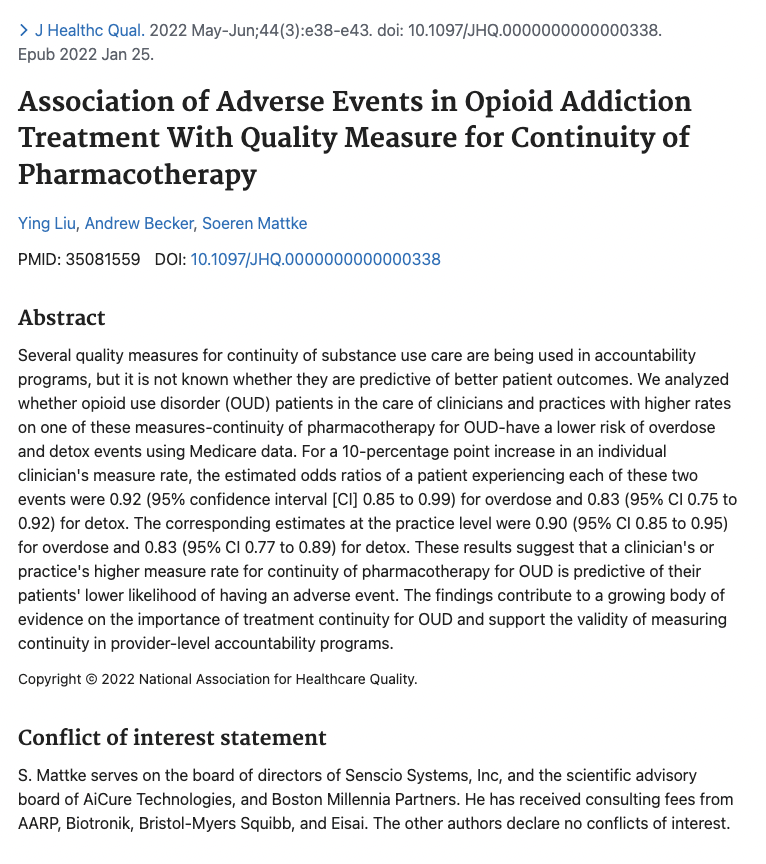 > J Healthc Qual. 2022 May-Jun;44(3):e38-e43. doi: 10.1097/JHQ.0000000000000338.
Epub 2022 Jan 25.
Association of Adverse Events in Opioid Addiction
Treatment With Quality Measure for Continuity of
Pharmacotherapy
Ying Liu, Andrew Becker, Soeren Mattke
PMID: 35081559 DOI: 10.1097/JHQ.0000000000000338
Abstract
Several quality measures for continuity of substance use care are being used in accountability
programs, but it is not known whether they are predictive of better patient outcomes. We analyzed
whether opioid use disorder (OUD) patients in the care of clinicians and practices with higher rates
on one of these measures-continuity of pharmacotherapy for OUD-have a lower risk of overdose
and detox events using Medicare data. For a 10-percentage point increase in an individual
clinician's measure rate, the estimated odds ratios of a patient experiencing each of these two
events were 0.92 (95% confidence interval [CI] 0.85 to 0.99) for overdose and 0.83 (95% CI 0.75 to
0.92) for detox. The corresponding estimates at the practice level were 0.90 (95% CI 0.85 to 0.95)
for overdose and 0.83 (95% CI 0.77 to 0.89) for detox. These results suggest that a clinician's or
practice's higher measure rate for continuity of pharmacotherapy for OUD is predictive of their
patients' lower likelihood of having an adverse event. The findings contribute to a growing body of
evidence on the importance of treatment continuity for OUD and support the validity of measuring
continuity in provider-level accountability programs.
Copyright © 2022 National Association for Healthcare Quality.
Conflict of interest statement
S. Mattke serves on the board of directors of Senscio Systems, Inc, and the scientific advisory
board of AiCure Technologies, and Boston Millennia Partners. He has received consulting fees from
AARP, Biotronik, Bristol-Myers Squibb, and Eisai. The other authors declare no conflicts of interest.